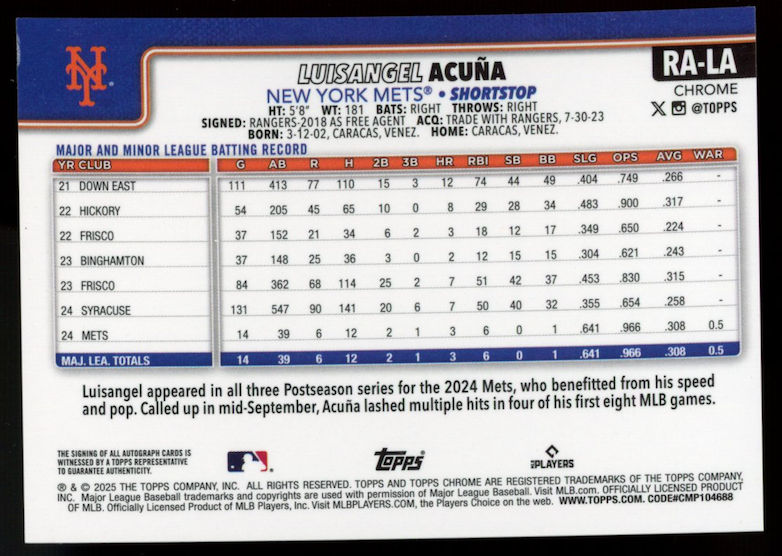 NY
RA-LA
CHROME
@TOPPS
LUISANGEL ACUÑA
NEW YORK METS® • SHORTSTOP
HT: 5'8" WT: 181 BATS: RIGHT THROWS: RIGHT
SIGNED: RANGERS-2018 AS FREE AGENT ACQ: TRADE WITH RANGERS, 7-30-23
BORN: 3-12-02, CARACAS, VENEZ. HOME: CARACAS, VENEZ.
MAJOR AND MINOR LEAGUE BATTING RECORD
YR CLUB G AB R H 2B 3B HR RBI SB BB SLG OPS AVG WAR
21 DOWN EAST 111 413 77 110 15 3 12 74 44 49 .404 .749 .266 -
22 HICKORY 54 205 45 65 10 0 8 29 28 34 .483 .900 .317 -
22 FRISCO 37 152 21 34 6 2 3 18 12 17 .349 .650 .224 -
23 BINGHAMTON 37 148 25 36 3 0 2 12 15 15 .304 .621 .243 -
23 FRISCO 84 362 68 114 25 2 7 51 42 37 .453 .830 .315 -
24 SYRACUSE 131 547 90 141 20 6 7 50 40 32 .355 .654 .258 -
24 METS 14 39 6 12 2 1 3 6 0 1 .641 .966 .308 0.5
MAJ. LEA. TOTALS 14 39 6 12 2 1 3 6 0 1 .641 .966 .308 0.5
Luisangel appeared in all three Postseason series for the 2024 Mets, who benefitted from his speed
and pop. Called up in mid-September, Acuña lashed multiple hits in four of his first eight MLB games.
THE SIGNING OF ALL AUTOGRAPH CARDS IS
WITNESSED BY A TOPPS REPRESENTATIVE
TO GUARANTEE AUTHENTICITY.
Topps®
PLAYERS
® & © 2025 THE TOPPS COMPANY, INC. ALL RIGHTS RESERVED. TOPPS AND TOPPS CHROME ARE REGISTERED TRADEMARKS OF THE TOPPS COMPANY,
INC. Major League Baseball trademarks and copyrights are used with permission of Major League Baseball. Visit MLB.com. OFFICIALLY LICENSED PRODUCT
OF MLB. Officially Licensed Product of MLB Players, Inc. Visit MLBPLAYERS.COM, the Players Choice on the web. WWW.TOPPS.COM. CODE#CMP104688